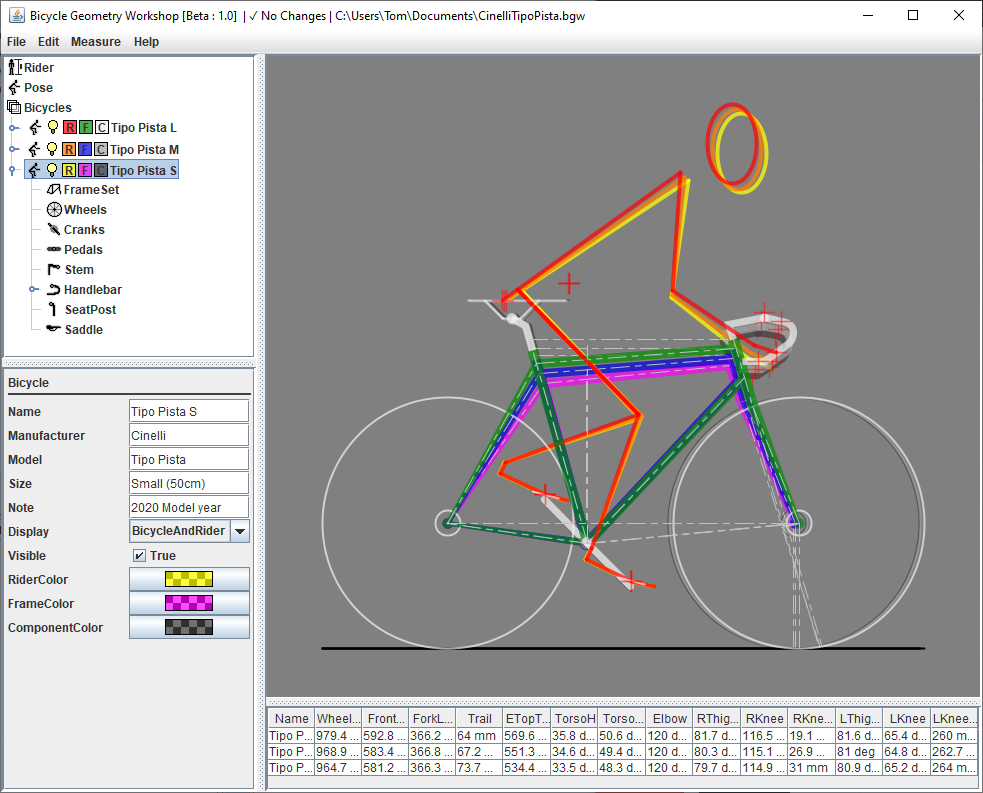 Bicycle Geometry Workshop [Beta : 1.0] | ✓ No Changes | C:\Users\Tom\Documents\CinelliTipoPista.bgw
File Edit Measure Help
Rider
Pose
Bicycles
R F C Tipo Pista L
R F C Tipo Pista M
R F C Tipo Pista S
FrameSet
Wheels
Cranks
Pedals
Stem
Handlebar
SeatPost
Saddle
Bicycle
Name Tipo Pista S
Manufacturer Cinelli
Model Tipo Pista
Size Small (50cm)
Note 2020 Model year
Display BicycleAndRider
Visible True
RiderColor
FrameColor
ComponentColor
Name Wheel... Front... ForkL... Trail ETopT... TorsoH Torso... Elbow RThig... RKnee RKne... LThig... LKnee LKnee...
Tipo P... 979.4 ... 592.8 ... 366.2 ... 64 mm 569.6 ... 35.8 d... 50.6 d... 120 d... 81.7 d... 116.5 ... 19.1 ... 81.6 d... 65.4 d... 260 m...
Tipo P... 968.9 ... 583.4 ... 366.8 ... 67.2 ... 551.3 ... 34.6 d... 49.4 d... 120 d... 80.3 d... 115.1 ... 26.9 ... 81 deg 64.8 d... 262.7 ...
Tipo P... 964.7 ... 581.2 ... 366.3 ... 73.7 ... 534.4 ... 33.5 d... 48.3 d... 120 d... 79.7 d... 114.9 ... 31 mm 80.9 d... 65.2 d... 264 m...